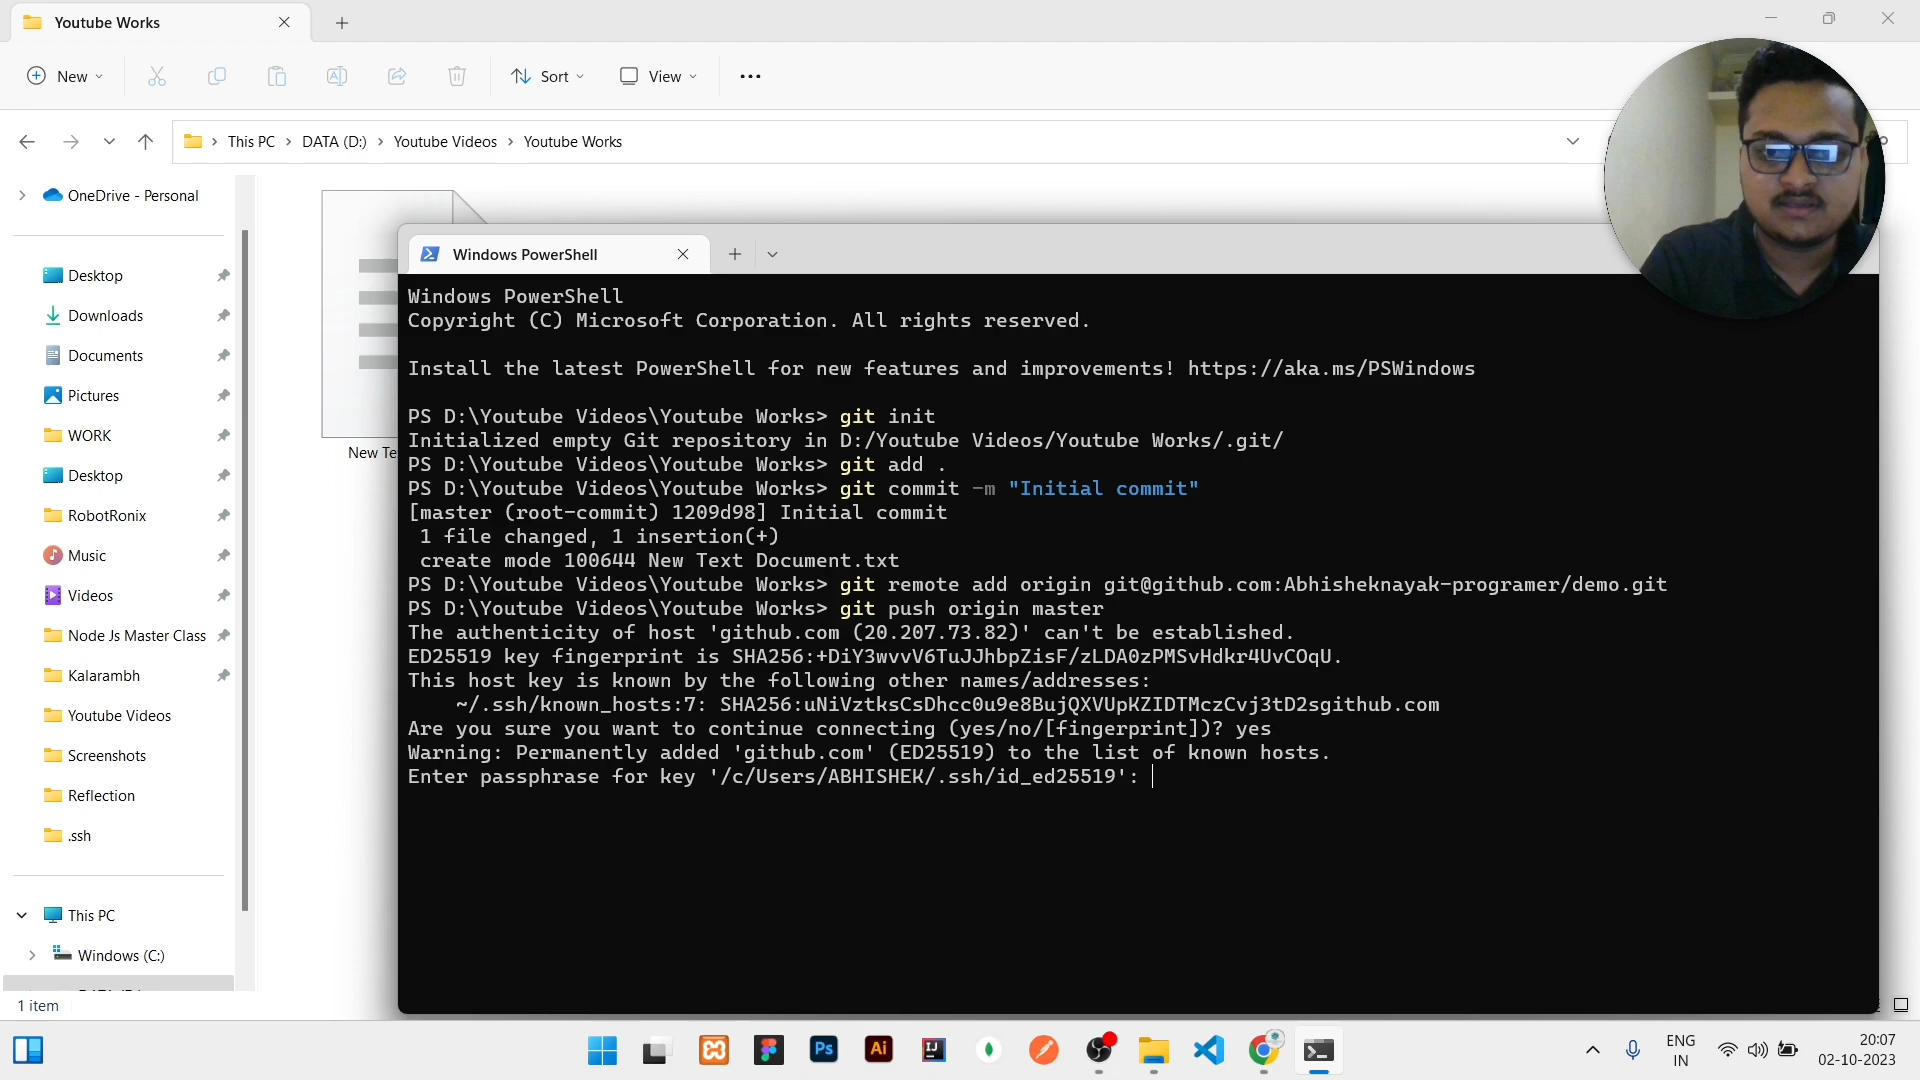 Youtube Works
New
Sort
View
This PC
DATA (D:)
Youtube Videos
Youtube Works
OneDrive - Personal
Desktop
Downloads
Documents
Pictures
WORK
Desktop
RobotRonix
Music
Videos
Node Js Master Class
Kalarambh
Youtube Videos
Screenshots
Reflection
.ssh
This PC
Windows (C:)
1 item
New Te
Windows PowerShell
Windows PowerShell
Copyright (C) Microsoft Corporation. All rights reserved.
Install the latest PowerShell for new features and improvements! https://aka.ms/PSWindows
PS D:\Youtube Videos\Youtube Works> git init
Initialized empty Git repository in D:/Youtube Videos/Youtube Works/.git/
PS D:\Youtube Videos\Youtube Works> git add .
PS D:\Youtube Videos\Youtube Works> git commit -m "Initial commit"
[master (root-commit) 1209d98] Initial commit
 1 file changed, 1 insertion(+)
 create mode 100644 New Text Document.txt
PS D:\Youtube Videos\Youtube Works> git remote add origin git@github.com:Abhisheknayak-programer/demo.git
PS D:\Youtube Videos\Youtube Works> git push origin master
The authenticity of host 'github.com (20.207.73.82)' can't be established.
ED25519 key fingerprint is SHA256:+DiY3wvvV6TuJJhbpZisF/zLDA0zPMSvHdkr4UvCOqU.
This host key is known by the following other names/addresses:
    ~/.ssh/known_hosts:7: SHA256:uNiVztksCsDhcc0u9e8BujQXVUpKZIDTMczCvj3tD2sgithub.com
Are you sure you want to continue connecting (yes/no/[fingerprint])? yes
Warning: Permanently added 'github.com' (ED25519) to the list of known hosts.
Enter passphrase for key '/c/Users/ABHISHEK/.ssh/id_ed25519':
Ps
Ai
IJ
ENG
IN
20:07
02-10-2023